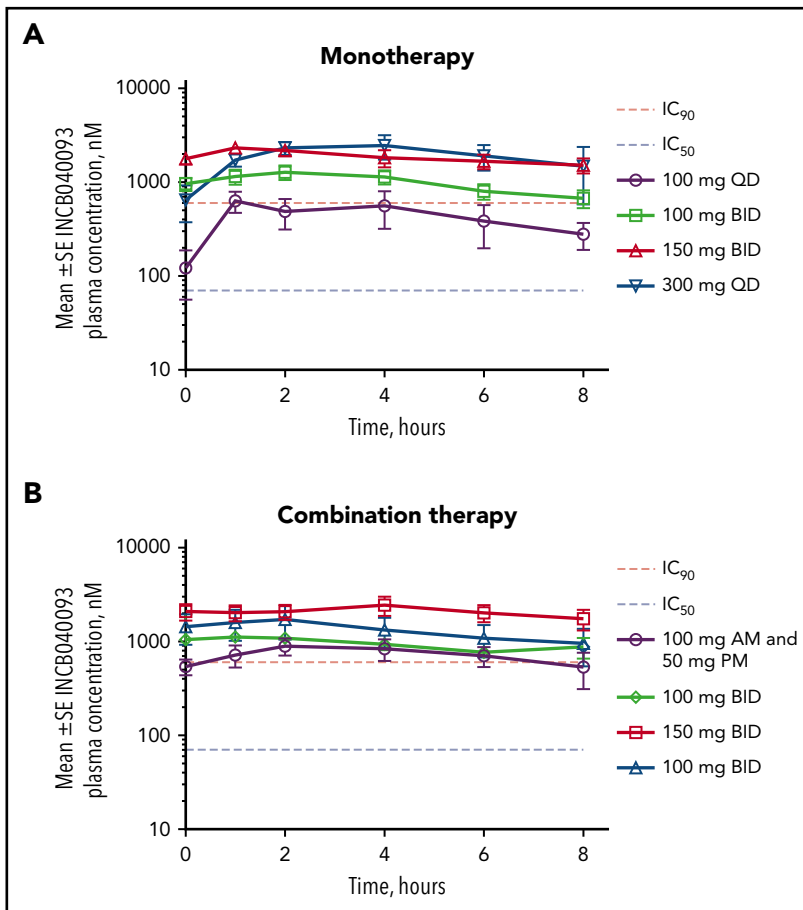 A
Monotherapy
Mean ±SE INCB040093
plasma concentration, nM
10000
1000
100
10
0 2 4 6 8
Time, hours
IC90
IC50
100 mg QD
100 mg BID
150 mg BID
300 mg QD
B
Combination therapy
Mean ±SE INCB040093
plasma concentration, nM
10000
1000
100
10
0 2 4 6 8
Time, hours
IC90
IC50
100 mg AM and
50 mg PM
100 mg BID
150 mg BID
100 mg BID